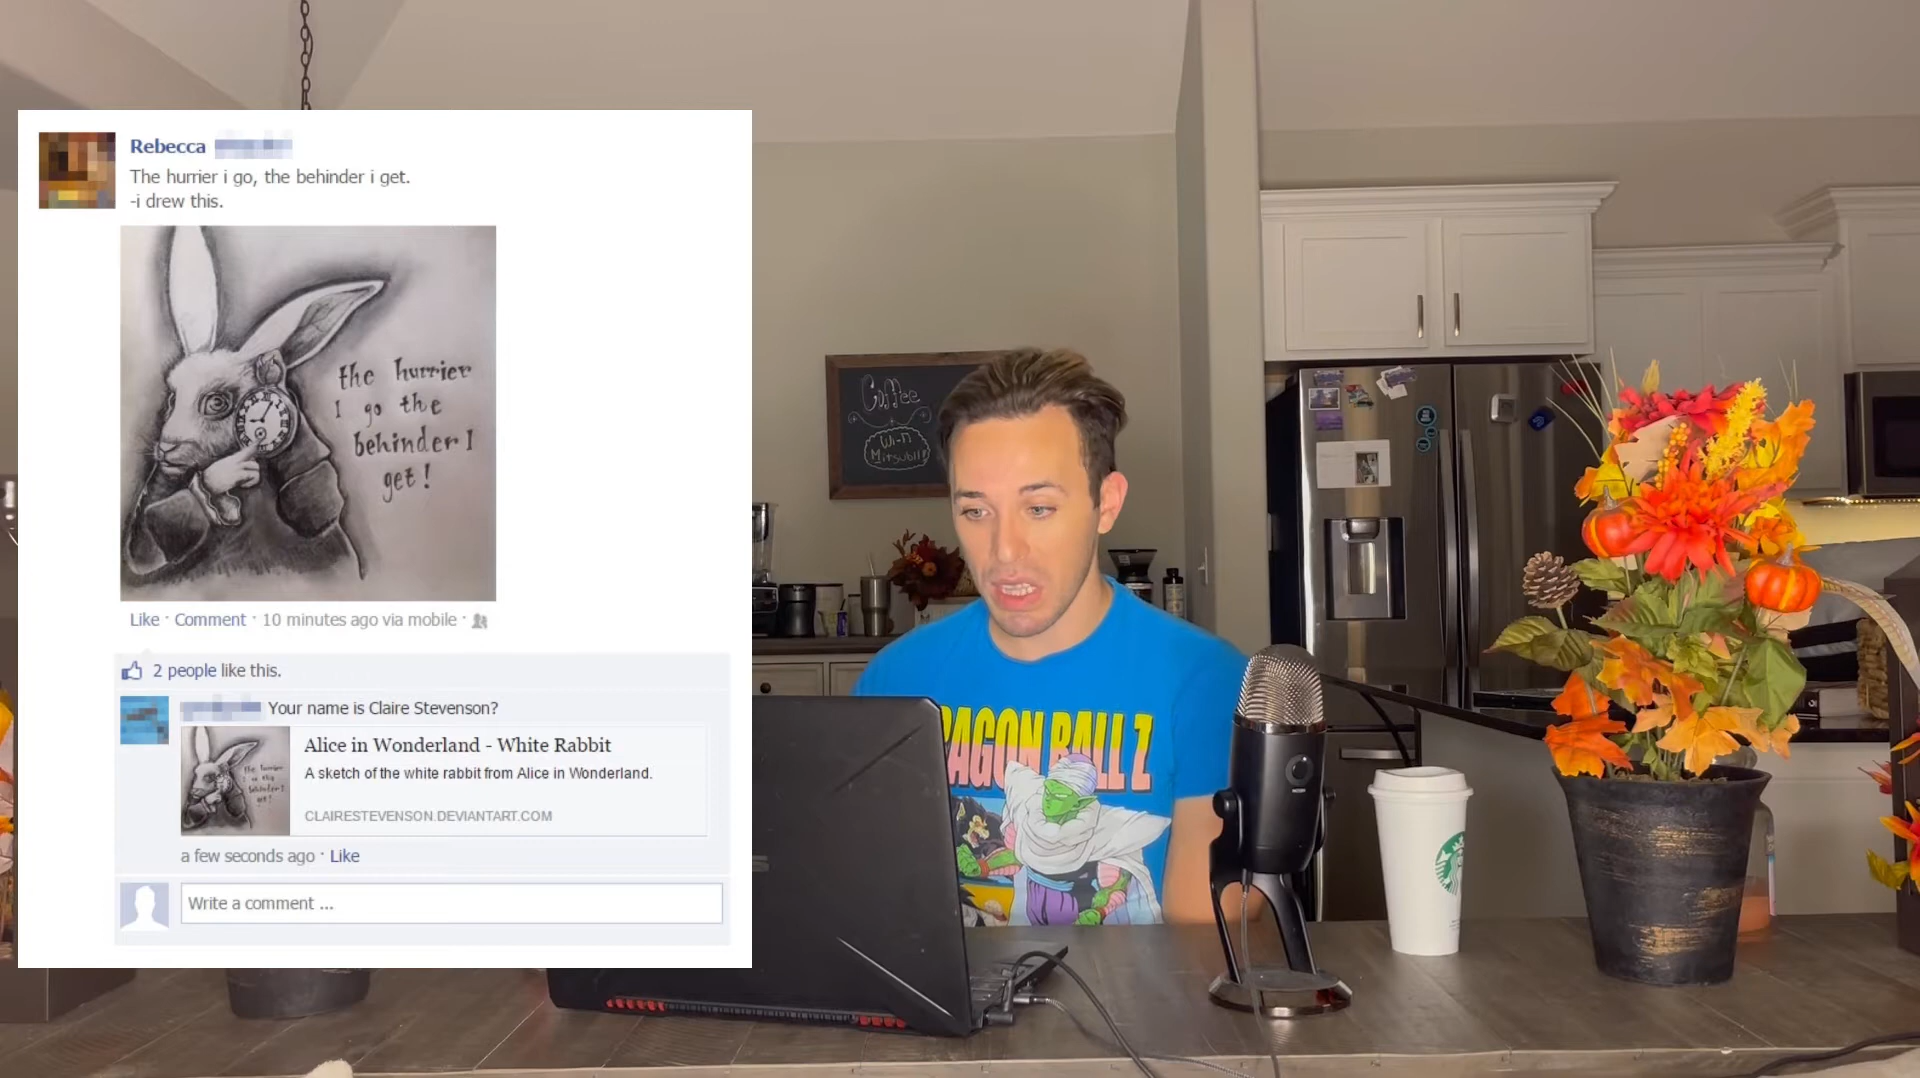 Rebecca
The hurrier i go, the behinder i get.
-i drew this.
the hurrier
I go the
behinder I
get!
Like · Comment · 10 minutes ago via mobile ·
2 people like this.
Your name is Claire Stevenson?
Alice in Wonderland - White Rabbit
A sketch of the white rabbit from Alice in Wonderland.
CLAIRESTEVENSON.DEVIANTART.COM
a few seconds ago · Like
Write a comment ...
Coffee
Wi-Fi
DRAGON BALL Z